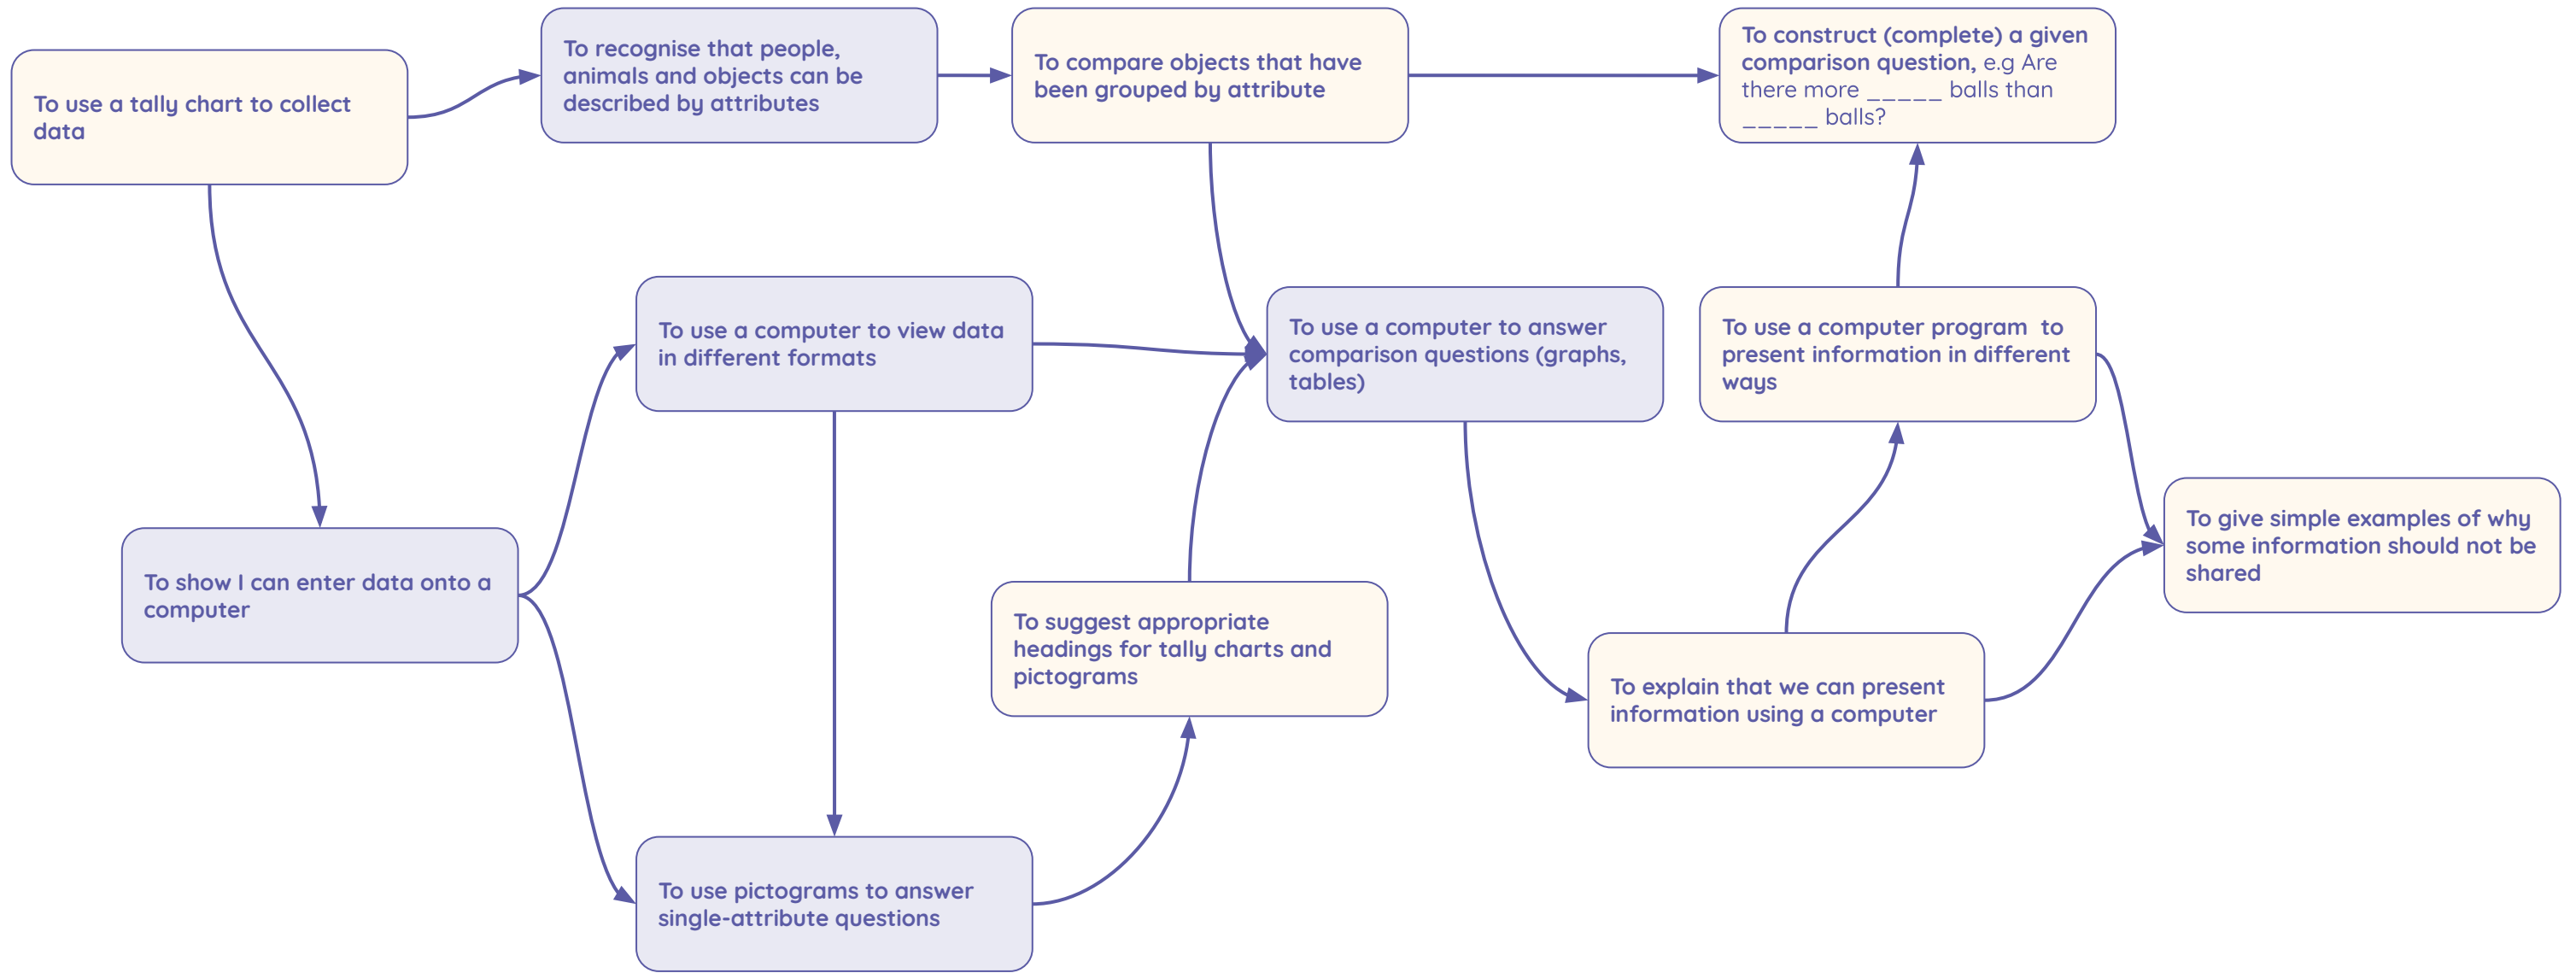 To use a tally chart to collect
data
To recognise that people,
animals and objects can be
described by attributes
To compare objects that have
been grouped by attribute
To construct (complete) a given
comparison question, e.g Are
there more _____ balls than
_____ balls?
To use a computer to view data
in different formats
To use a computer to answer
comparison questions (graphs,
tables)
To use a computer program  to
present information in different
ways
To show I can enter data onto a
computer
To suggest appropriate
headings for tally charts and
pictograms
To give simple examples of why
some information should not be
shared
To explain that we can present
information using a computer
To use pictograms to answer
single-attribute questions